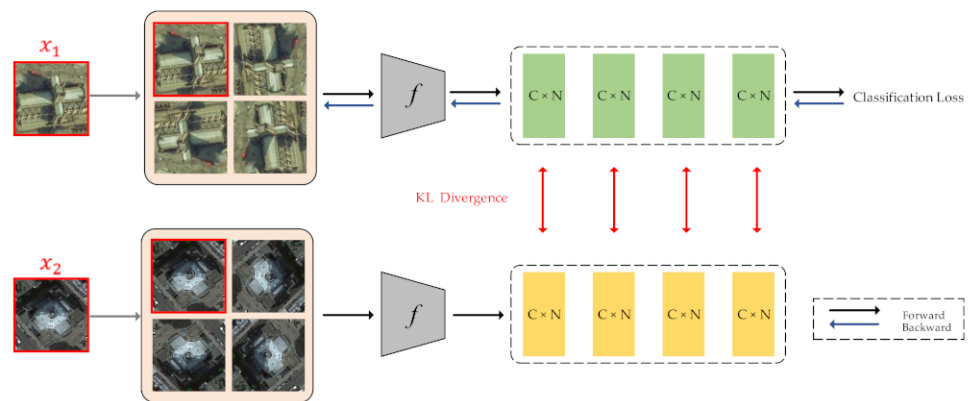 x₁
f
C × N C × N C × N C × N
Classification Loss
KL Divergence
x₂
f
C × N C × N C × N C × N
Forward
Backward